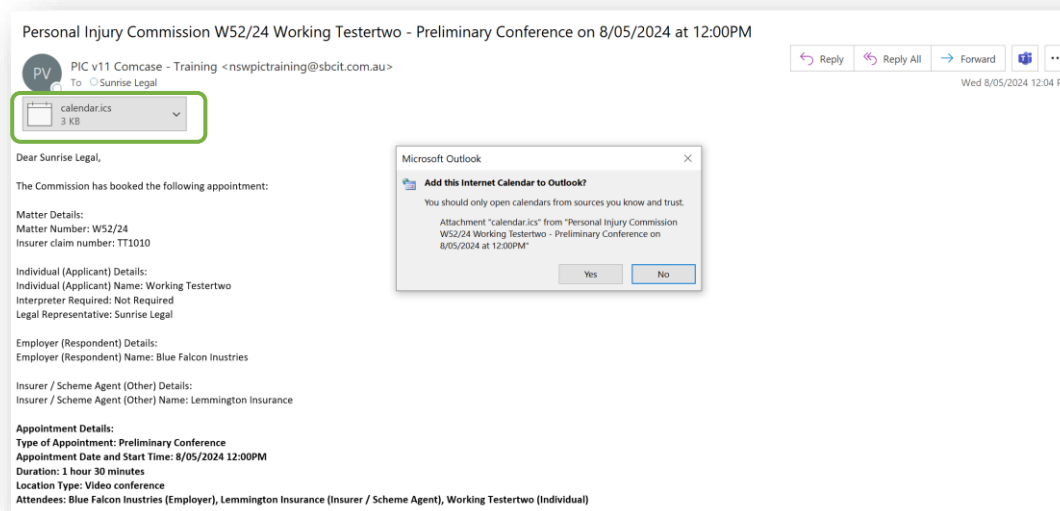 Personal Injury Commission W52/24 Working Testertwo - Preliminary Conference on 8/05/2024 at 12:00PM
PV
PIC v11 Comcase - Training <nswpictraining@sbcit.com.au>
To Sunrise Legal
Reply
Reply All
Forward
Wed 8/05/2024 12:04
calendar.ics
3 KB
Dear Sunrise Legal,
The Commission has booked the following appointment:
Matter Details:
Matter Number: W52/24
Insurer claim number: TT1010
Individual (Applicant) Details:
Individual (Applicant) Name: Working Testertwo
Interpreter Required: Not Required
Legal Representative: Sunrise Legal
Employer (Respondent) Details:
Employer (Respondent) Name: Blue Falcon Inustries
Insurer / Scheme Agent (Other) Details:
Insurer / Scheme Agent (Other) Name: Lemmington Insurance
Appointment Details:
Type of Appointment: Preliminary Conference
Appointment Date and Start Time: 8/05/2024 12:00PM
Duration: 1 hour 30 minutes
Location Type: Video conference
Attendees: Blue Falcon Inustries (Employer), Lemmington Insurance (Insurer / Scheme Agent), Working Testertwo (Individual)
Microsoft Outlook
Add this Internet Calendar to Outlook?
You should only open calendars from sources you know and trust.
Attachment "calendar.ics" from "Personal Injury Commission
W52/24 Working Testertwo - Preliminary Conference on
8/05/2024 at 12:00PM"
Yes
No